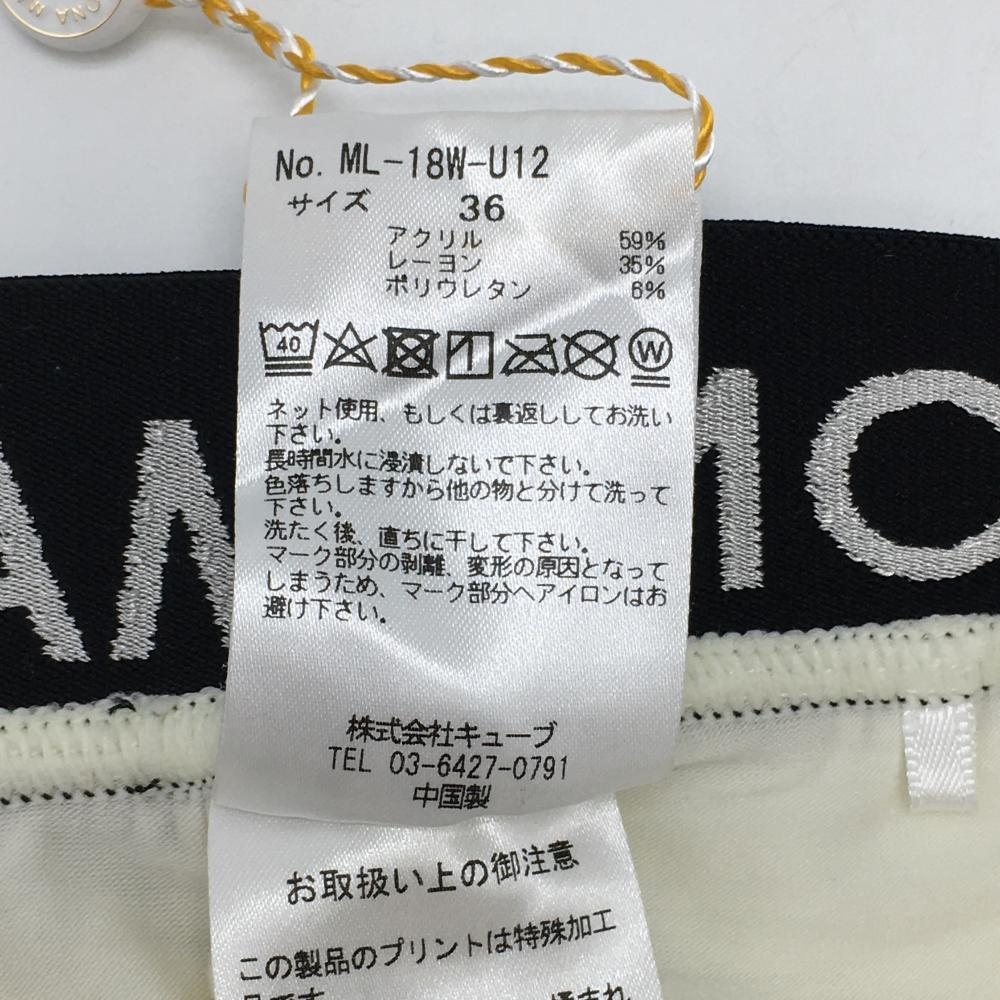 ONA M
No. ML-18W-U12
サイズ 36
アクリル 59%
レーヨン 35%
ポリウレタン 6%
40 W
ネット使用、もしくは裏返ししてお洗い
下さい。
長時間水に浸漬しないで下さい。
色落ちしますから他の物と分けて洗って
下さい。
洗たく後、直ちに干して下さい。
マーク部分の剥離、変形の原因となって
しまうため、マーク部分へアイロンはお
避け下さい。
株式会社キューブ
TEL 03-6427-0791
中国製
お取扱い上の御注意
この製品のプリントは特殊加工
品です
AN MO